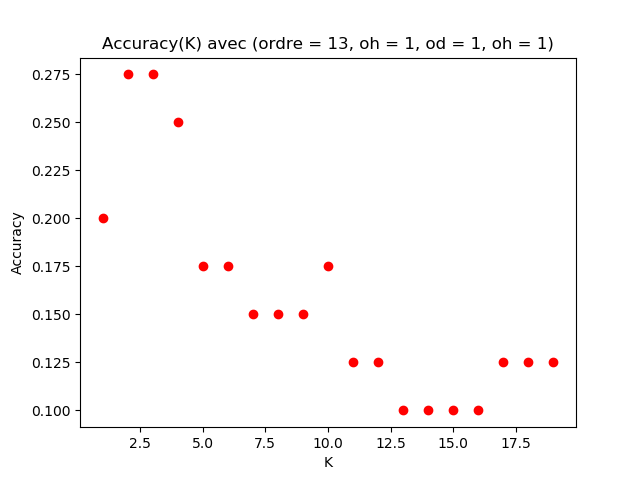 Accuracy(K) avec (ordre = 13, oh = 1, od = 1, oh = 1)
0.275
0.250
0.225
0.200
0.175
0.150
0.125
0.100
Accuracy
2.5 5.0 7.5 10.0 12.5 15.0 17.5
K